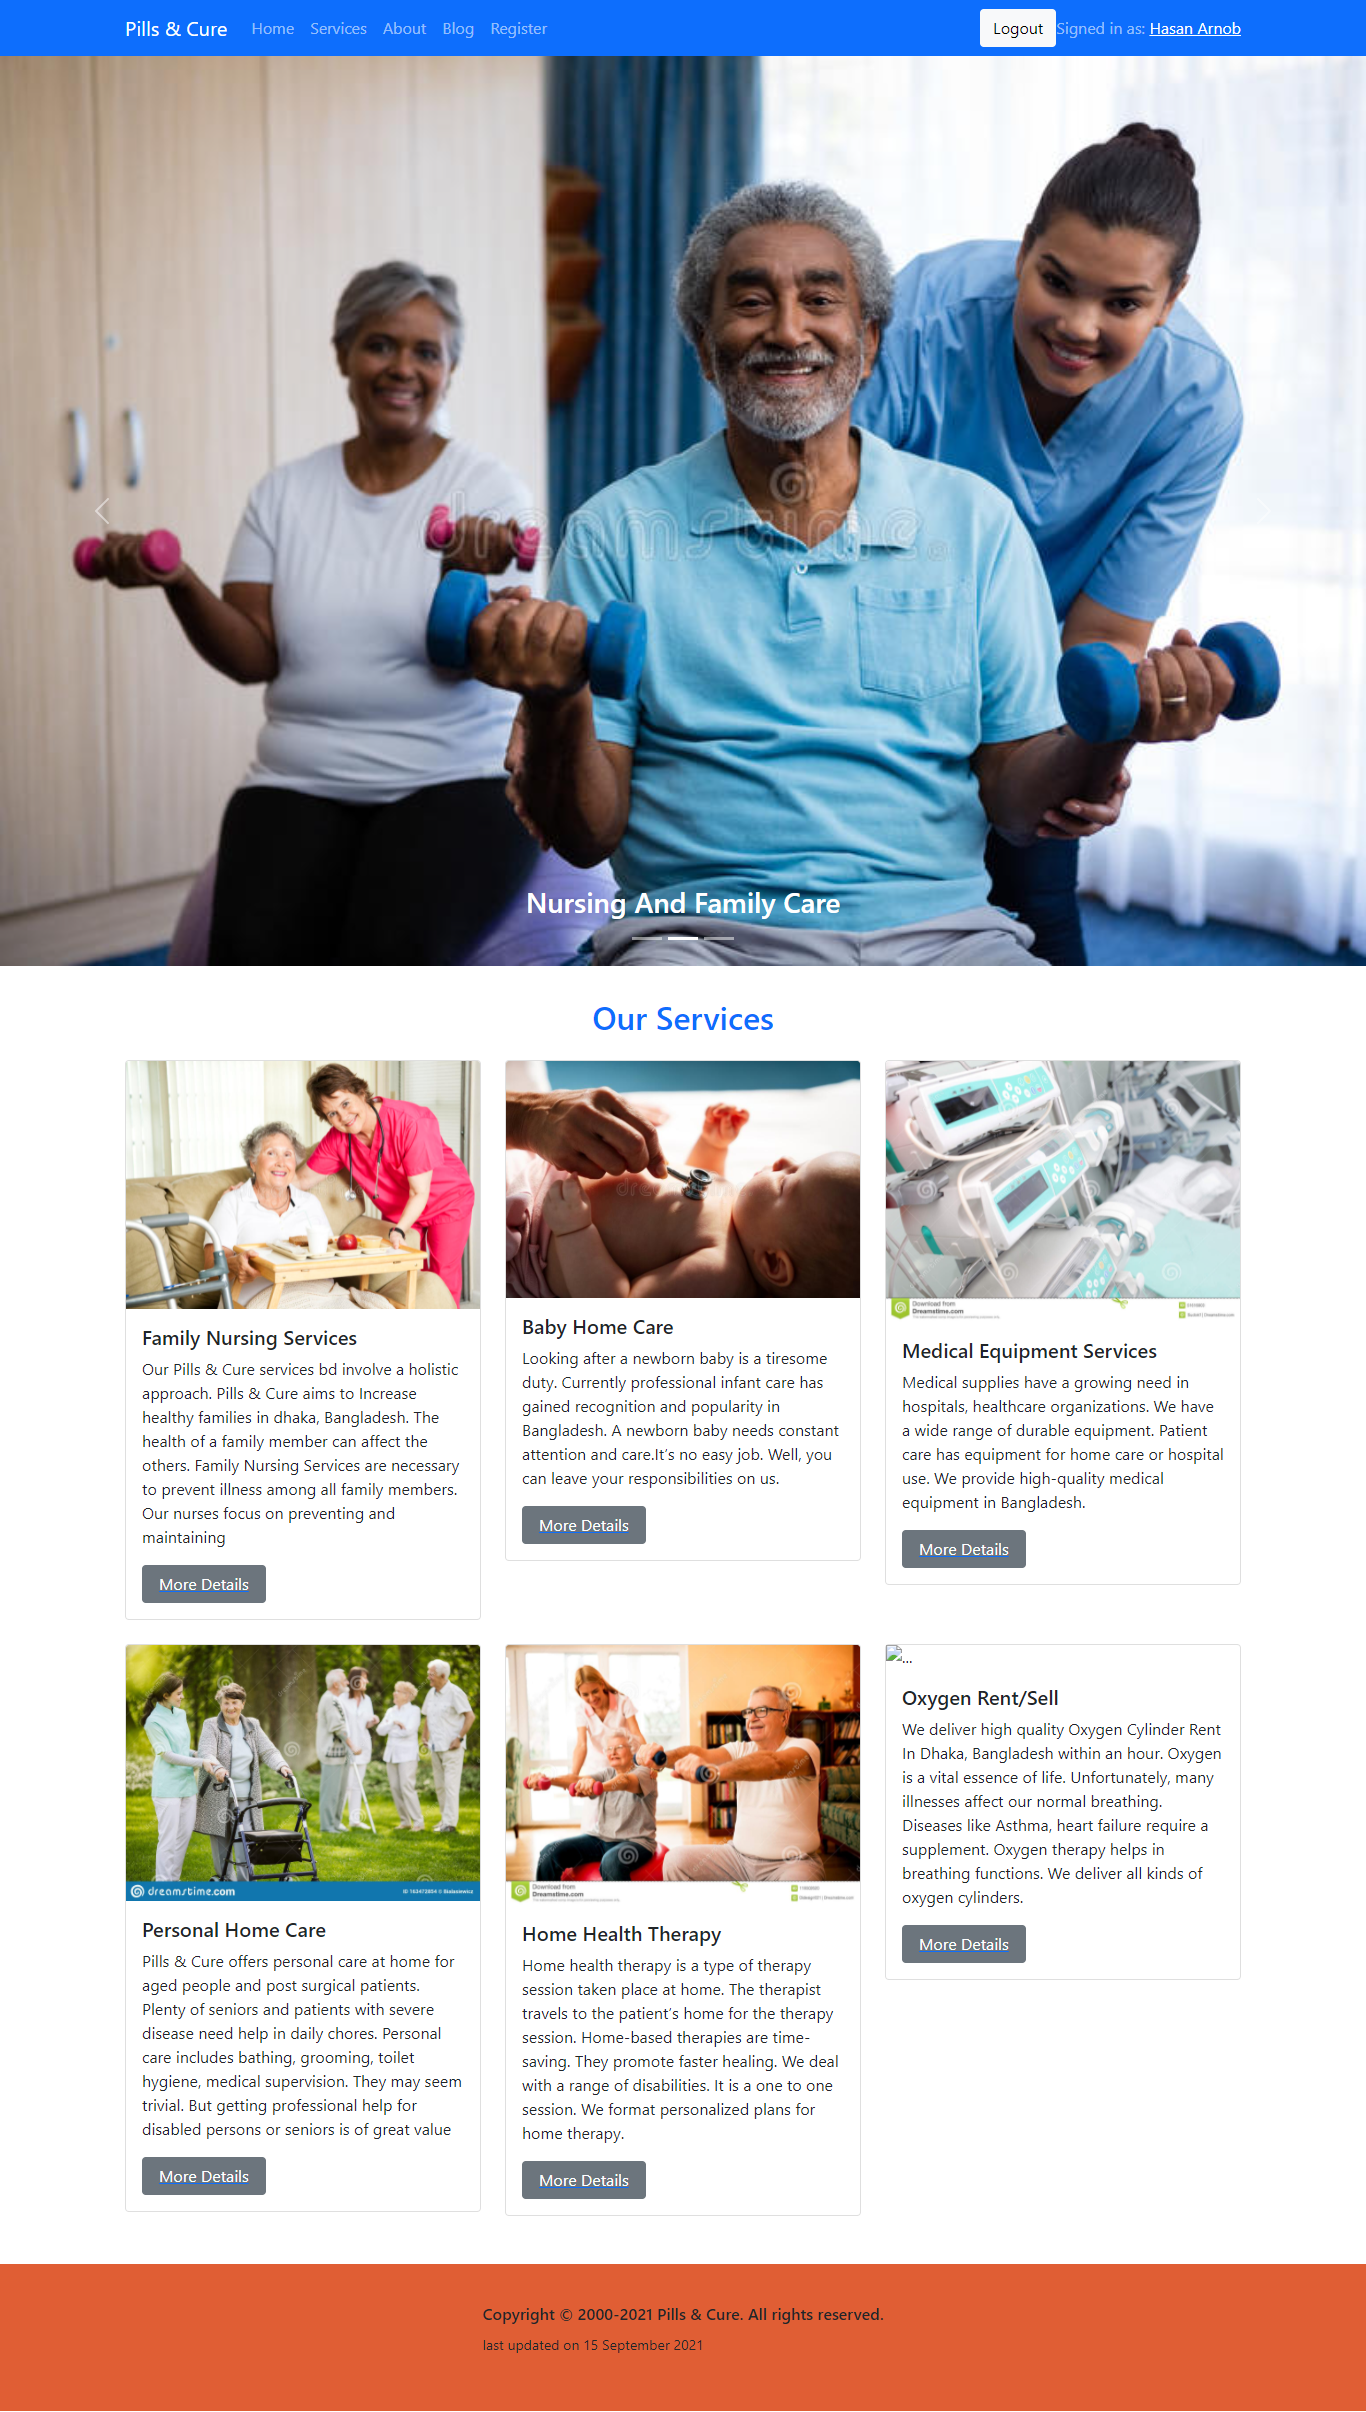 Pills & Cure Home Services About Blog Register Logout Signed in as: Hasan Arnob
dreamstime
Nursing And Family Care
Our Services
Family Nursing Services
Our Pills & Cure services bd involve a holistic
approach. Pills & Cure aims to Increase
healthy families in dhaka, Bangladesh. The
health of a family member can affect the
others. Family Nursing Services are necessary
to prevent illness among all family members.
Our nurses focus on preventing and
maintaining
More Details
Baby Home Care
Looking after a newborn baby is a tiresome
duty. Currently professional infant care has
gained recognition and popularity in
Bangladesh. A newborn baby needs constant
attention and care.It's no easy job. Well, you
can leave your responsibilities on us.
More Details
Download from
Dreamstime.com
Medical Equipment Services
Medical supplies have a growing need in
hospitals, healthcare organizations. We have
a wide range of durable equipment. Patient
care has equipment for home care or hospital
use. We provide high-quality medical
equipment in Bangladesh.
More Details
dreamstime.com
Personal Home Care
Pills & Cure offers personal care at home for
aged people and post surgical patients.
Plenty of seniors and patients with severe
disease need help in daily chores. Personal
care includes bathing, grooming, toilet
hygiene, medical supervision. They may seem
trivial. But getting professional help for
disabled persons or seniors is of great value
More Details
Download from
Dreamstime.com
Home Health Therapy
Home health therapy is a type of therapy
session taken place at home. The therapist
travels to the patient's home for the therapy
session. Home-based therapies are time-
saving. They promote faster healing. We deal
with a range of disabilities. It is a one to one
session. We format personalized plans for
home therapy.
More Details
...
Oxygen Rent/Sell
We deliver high quality Oxygen Cylinder Rent
In Dhaka, Bangladesh within an hour. Oxygen
is a vital essence of life. Unfortunately, many
illnesses affect our normal breathing.
Diseases like Asthma, heart failure require a
supplement. Oxygen therapy helps in
breathing functions. We deliver all kinds of
oxygen cylinders.
More Details
Copyright © 2000-2021 Pills & Cure. All rights reserved.
last updated on 15 September 2021